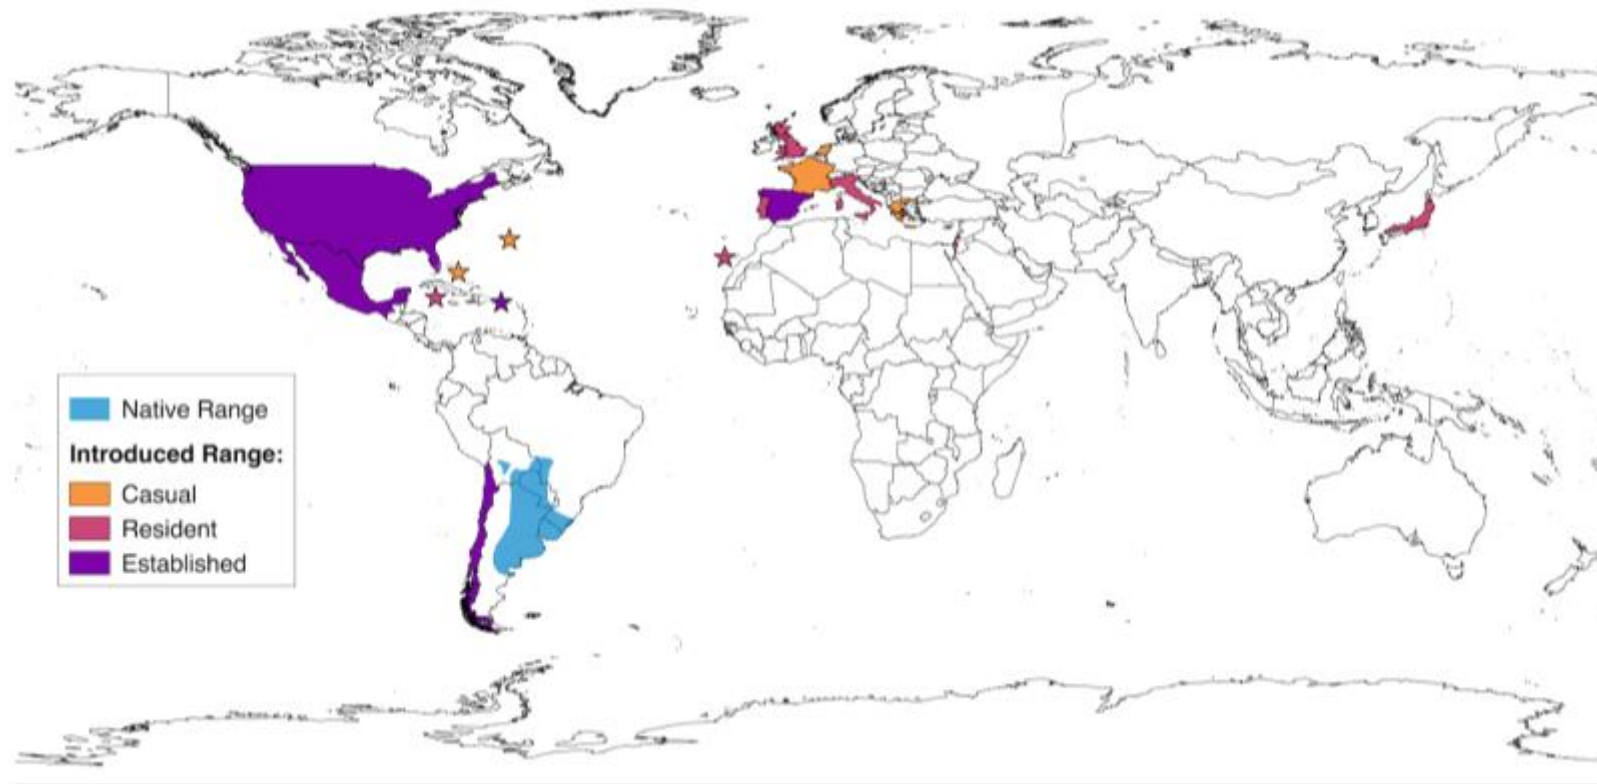 Native Range
Introduced Range:
Casual
Resident
Established